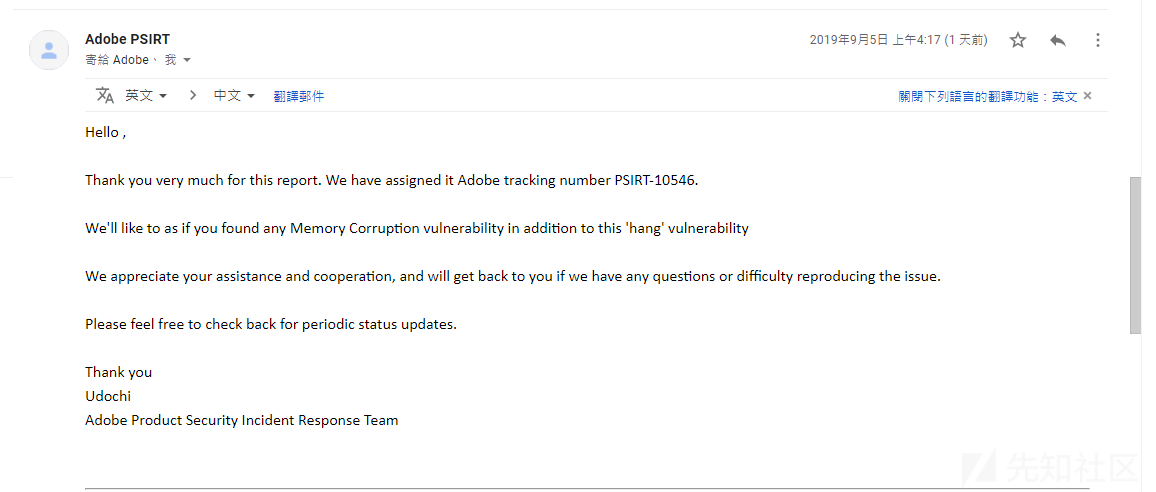 Adobe PSIRT
2019年9月5日 上午4:17 (1 天前)
寄給 Adobe、 我
英文 > 中文 翻譯郵件 關閉下列語言的翻譯功能：英文 ×
Hello ,
Thank you very much for this report. We have assigned it Adobe tracking number PSIRT-10546.
We'll like to as if you found any Memory Corruption vulnerability in addition to this 'hang' vulnerability
We appreciate your assistance and cooperation, and will get back to you if we have any questions or difficulty reproducing the issue.
Please feel free to check back for periodic status updates.
Thank you
Udochi
Adobe Product Security Incident Response Team
先知社区